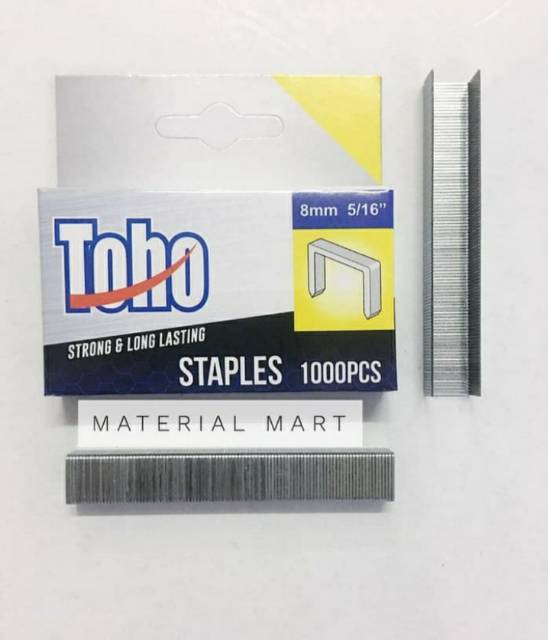 8mm 5/16”
Toho
STRONG & LONG LASTING
STAPLES 1000PCS
MATERIAL MART